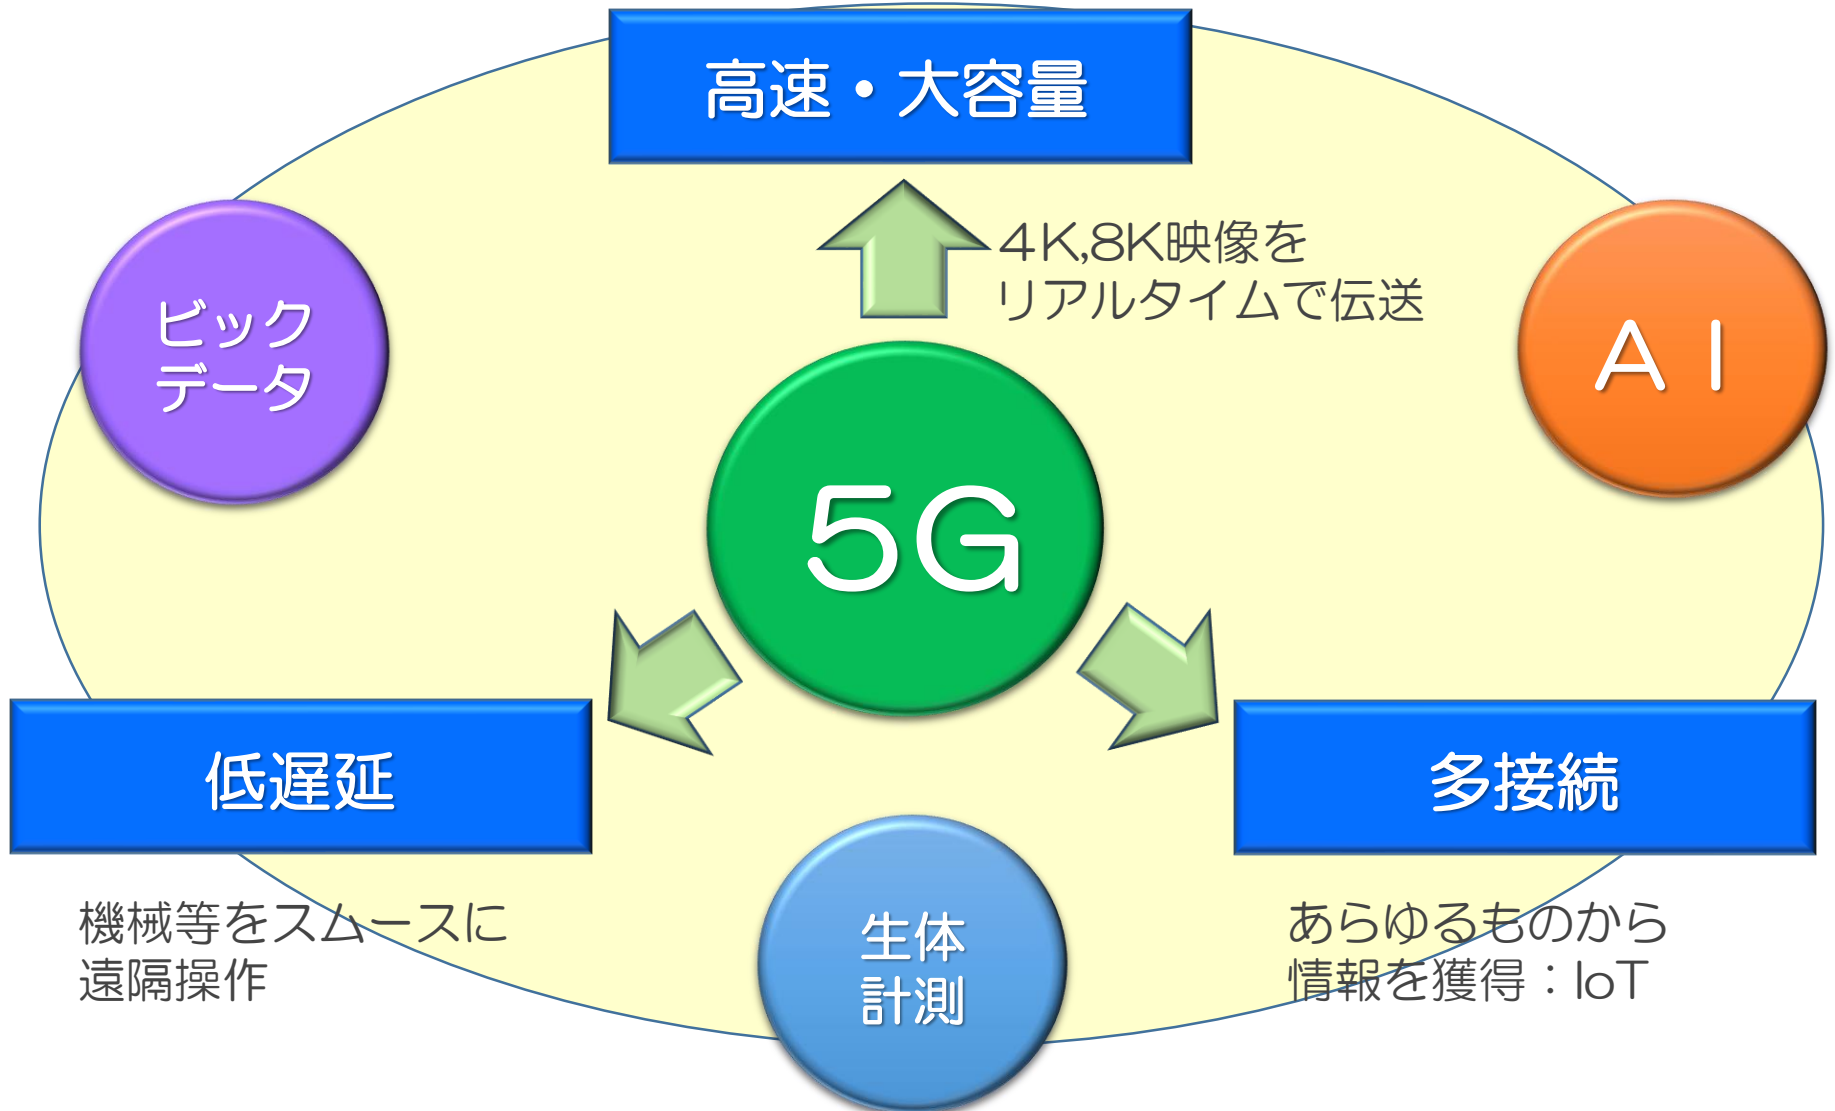 高速・大容量
4K,8K映像を
リアルタイムで伝送
ビック
データ
AI
5G
低遅延
多接続
機械等をスムースに
遠隔操作
生体
計測
あらゆるものから
情報を獲得：IoT